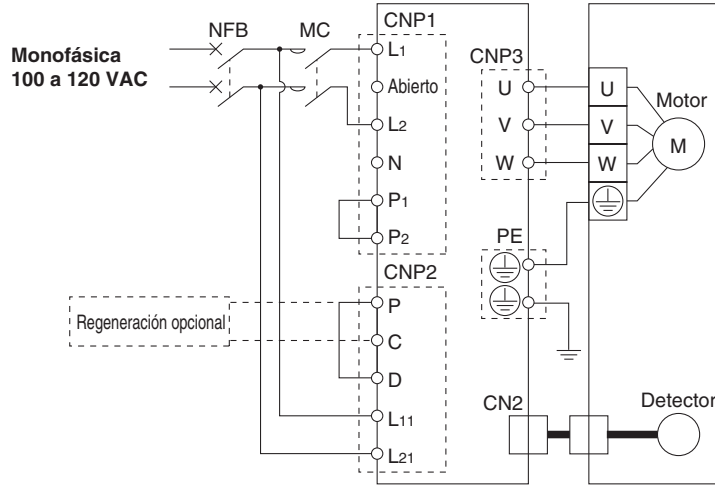 Monofásica
100 a 120 VAC
NFB
MC
CNP1
L1
Abierto
L2
N
P1
P2
CNP2
P
C
D
L11
L21
Regeneración opcional
CNP3
U
V
W
PE
CN2
U
V
W
Motor
M
Detector